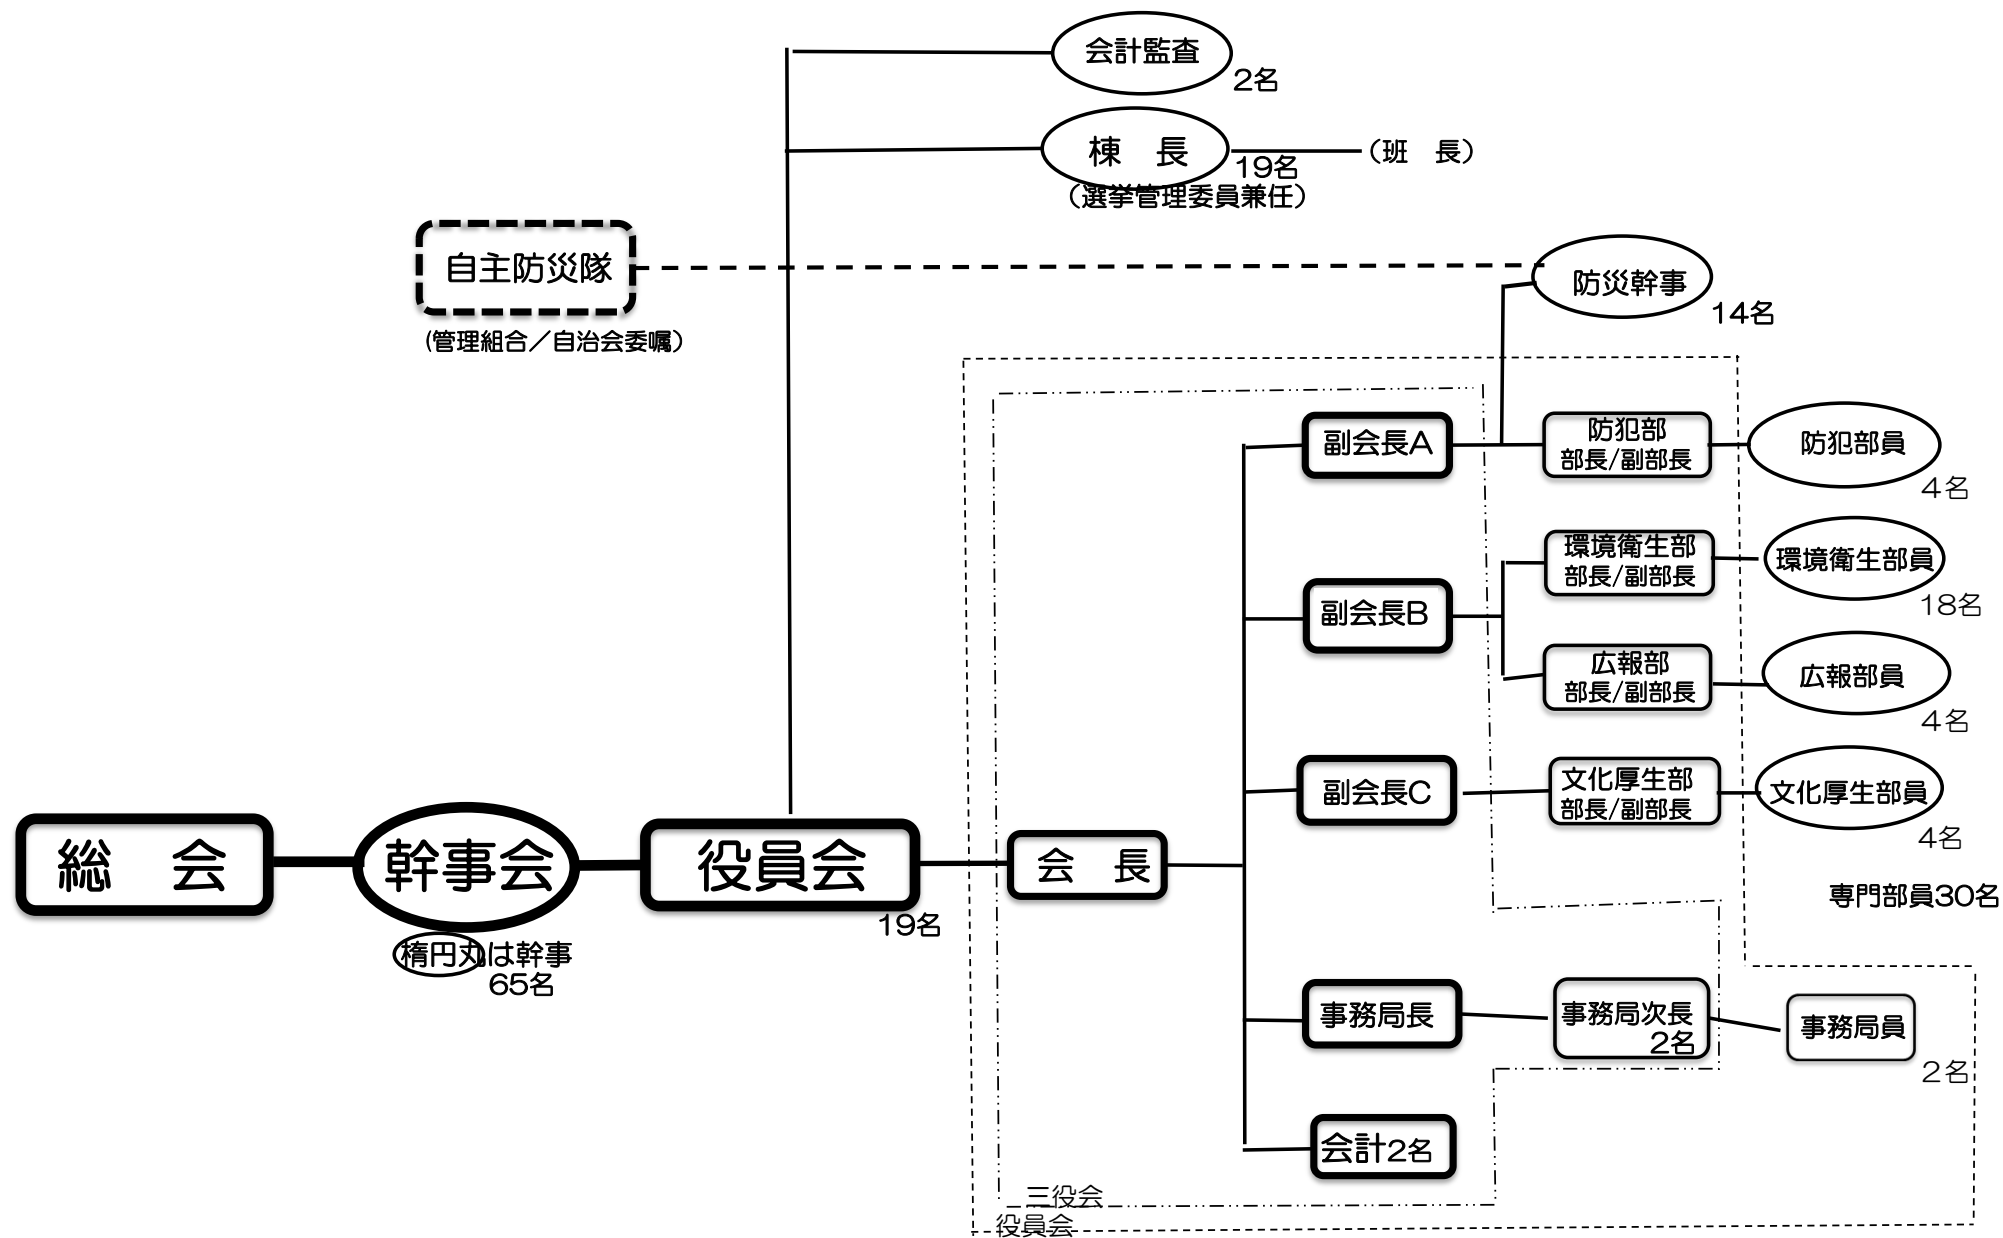 会計監査
2名
棟　長
19名
（班　長）
（選挙管理委員兼任）
自主防災隊
（管理組合／自治会委嘱）
防災幹事
14名
副会長A
防犯部
部長/副部長
防犯部員
4名
副会長B
環境衛生部
部長/副部長
環境衛生部員
18名
広報部
部長/副部長
広報部員
4名
副会長C
文化厚生部
部長/副部長
文化厚生部員
4名
専門部員30名
総　会
幹事会
楕円丸は幹事
65名
役員会
19名
会　長
事務局長
事務局次長
2名
事務局員
2名
会計2名
三役会
役員会